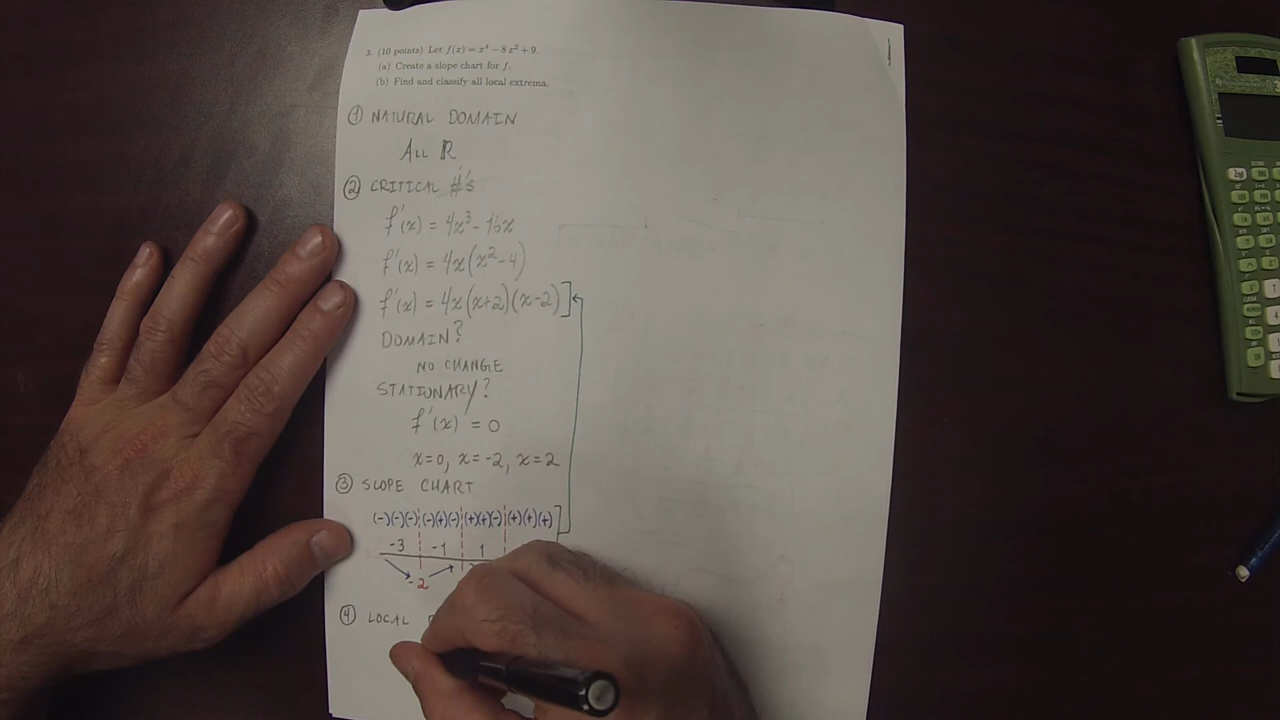 3. (10 points) Let f(x) = x⁴ − 8x² + 9.
(a) Create a slope chart for f.
(b) Find and classify all local extrema.
① NATURAL DOMAIN
ALL ℝ
② CRITICAL #'s
f'(x) = 4x³ - 16x
f'(x) = 4x(x²-4)
f'(x) = 4x(x+2)(x-2)
DOMAIN?
NO CHANGE
STATIONARY?
f'(x) = 0
x=0, x=-2, x=2
③ SLOPE CHART
(-)(-)(-) (-)(+)(-) (+)(+)(-) (+)(+)(+)
-3 -1 1
-2
④ LOCAL
2nd